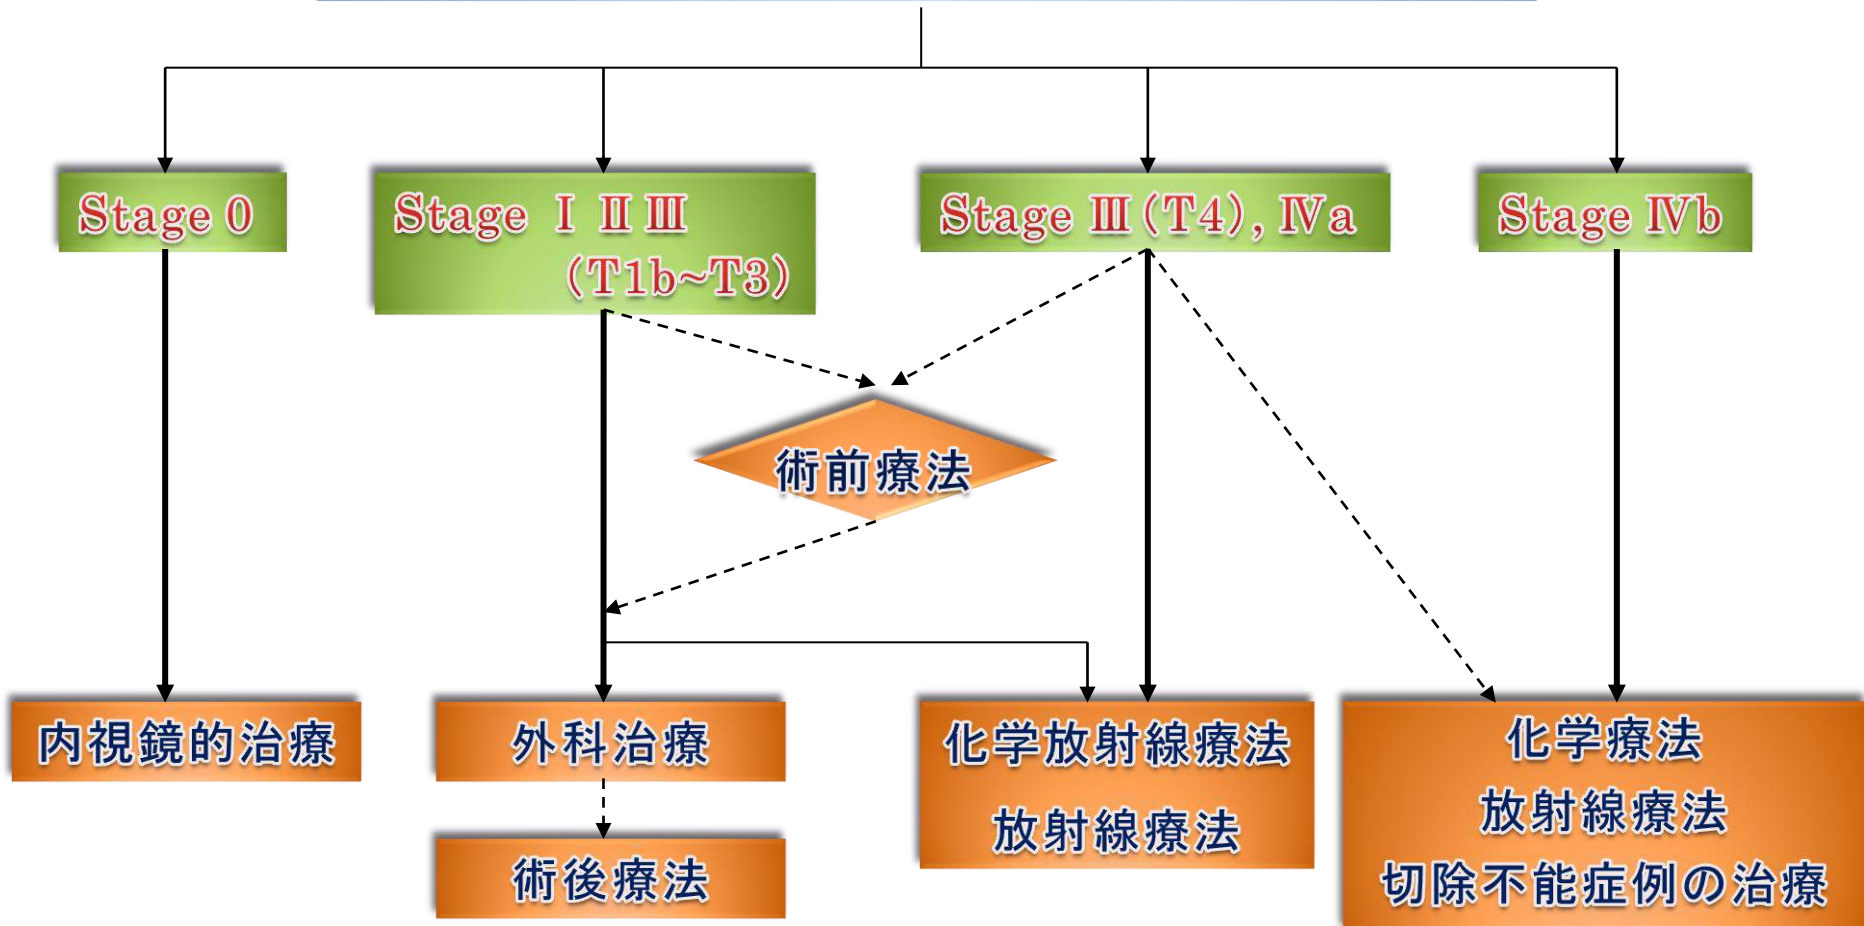 Stage 0
Stage Ⅰ Ⅱ Ⅲ
(T1b~T3)
Stage Ⅲ(T4), Ⅳa
Stage Ⅳb
術前療法
内視鏡的治療
外科治療
術後療法
化学放射線療法
放射線療法
化学療法
放射線療法
切除不能症例の治療